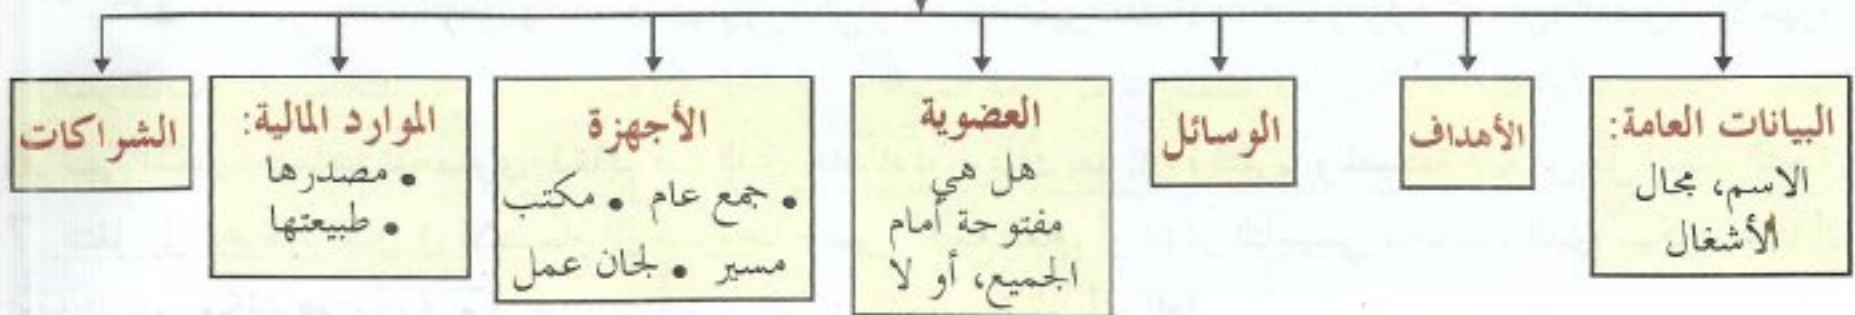 البيانات العامة:
الاسم، مجال
الأشغال
الأهداف
الوسائل
العضوية
هل هي
مفتوحة أمام
الجميع، أو لا
الأجهزة
• جمع عام • مكتب
مسير • لجان عمل
الموارد المالية:
• مصدرها
• طبيعتها
الشراكات